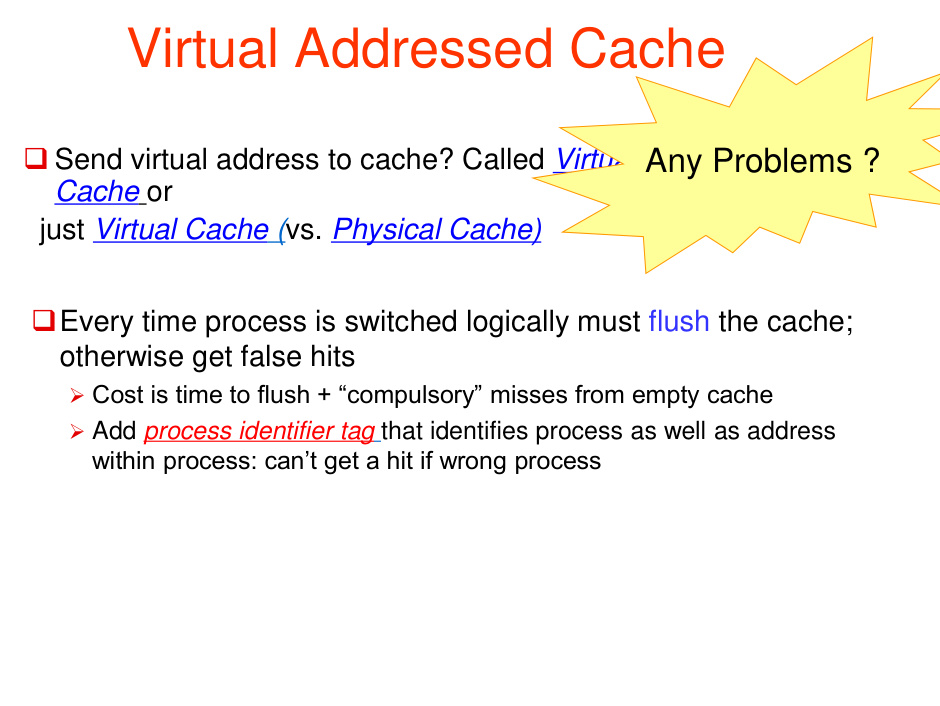 Virtual Addressed Cache
Any Problems ?
Send virtual address to cache? Called
Cache or
just Virtual Cache (vs. Physical Cache)
Every time process is switched logically must flush the cache;
otherwise get false hits
Cost is time to flush + “compulsory” misses from empty cache
Add process identifier tag that identifies process as well as address
within process: can’t get a hit if wrong process